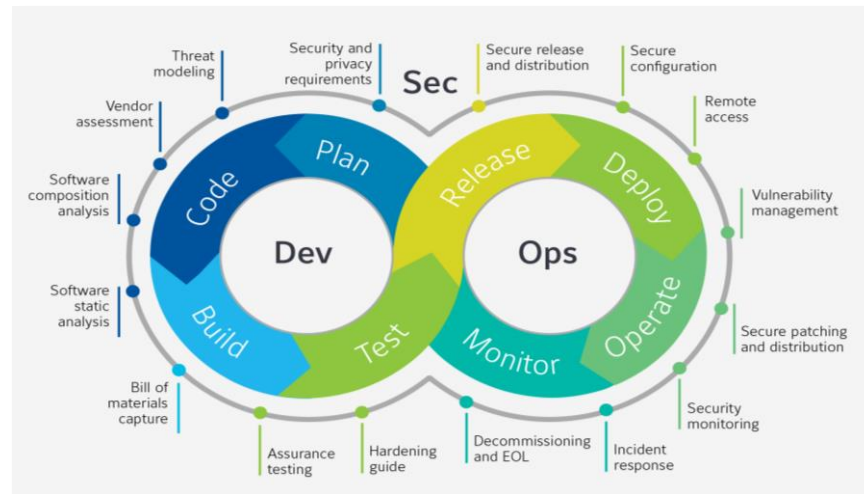 Threat
modeling
Security and
privacy
requirements
Sec
Secure release
and distribution
Secure
configuration
Vendor
assessment
Remote
access
Software
composition
analysis
Vulnerability
management
Software
static
analysis
Secure patching
and distribution
Bill of
materials
capture
Security
monitoring
Assurance
testing
Hardening
guide
Decommissioning
and EOL
Incident
response
Plan
Code
Build
Test
Dev
Release
Deploy
Operate
Monitor
Ops